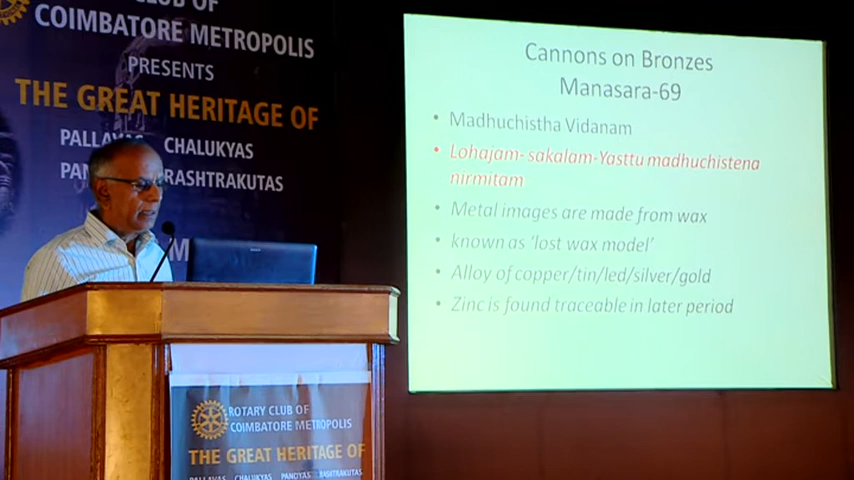 CLUB OF
COIMBATORE METROPOLIS
PRESENTS
THE GREAT HERITAGE OF
CHALUKYAS
RASHTRAKUTAS
Cannons on Bronzes
Manasara-69
• Madhuchistha Vidanam
• Lohajam- sakalam-Yasttu madhuchistena
nirmitam
• Metal images are made from wax
• known as 'lost wax model'
• Alloy of copper/tin/led/silver/gold
• Zinc is found traceable in later period
ROTARY CLUB OF
COIMBATORE METROPOLIS
THE GREAT HERITAGE OF
PALLAVAS CHALUKYAS PANDYAS RASHTRAKUTAS